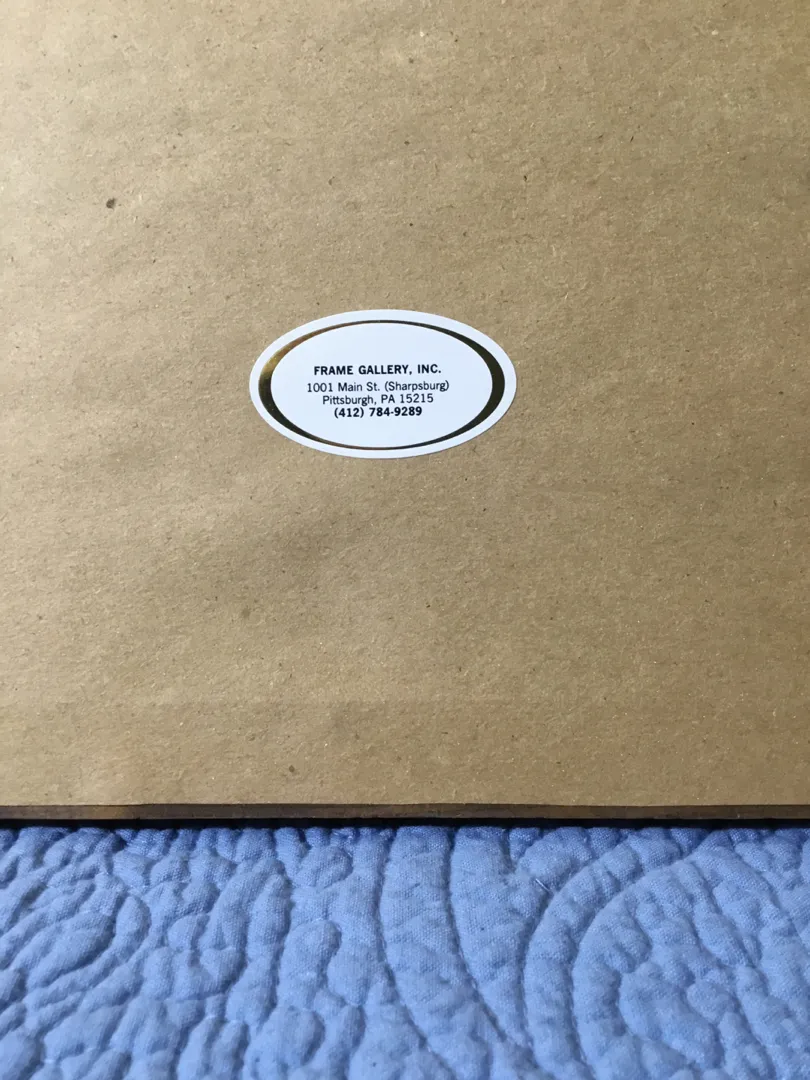 FRAME GALLERY, INC.
1001 Main St. (Sharpsburg)
Pittsburgh, PA 15215
(412) 784-9289